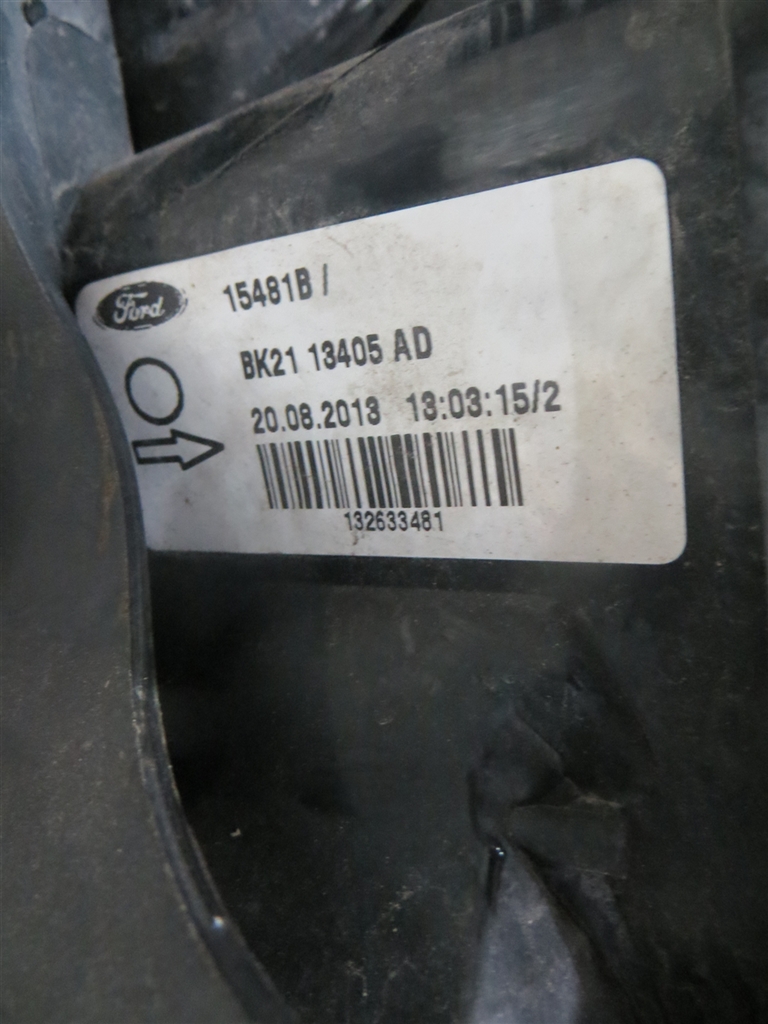 Ford
15481B /
BK21 13405 AD
20.08.2013 13:03:15/2
132633481